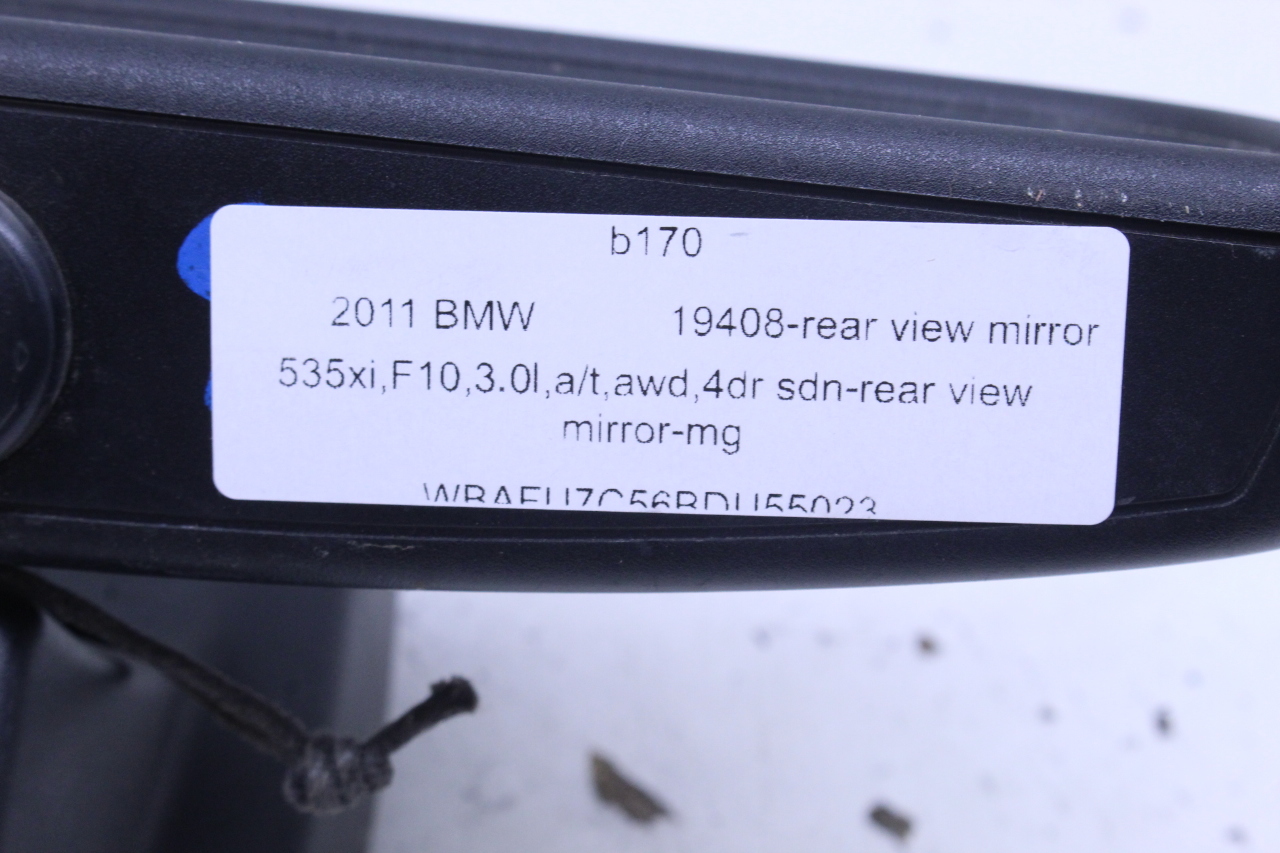 b170
2011 BMW 19408-rear view mirror
535xi,F10,3.0l,a/t,awd,4dr sdn-rear view
mirror-mg